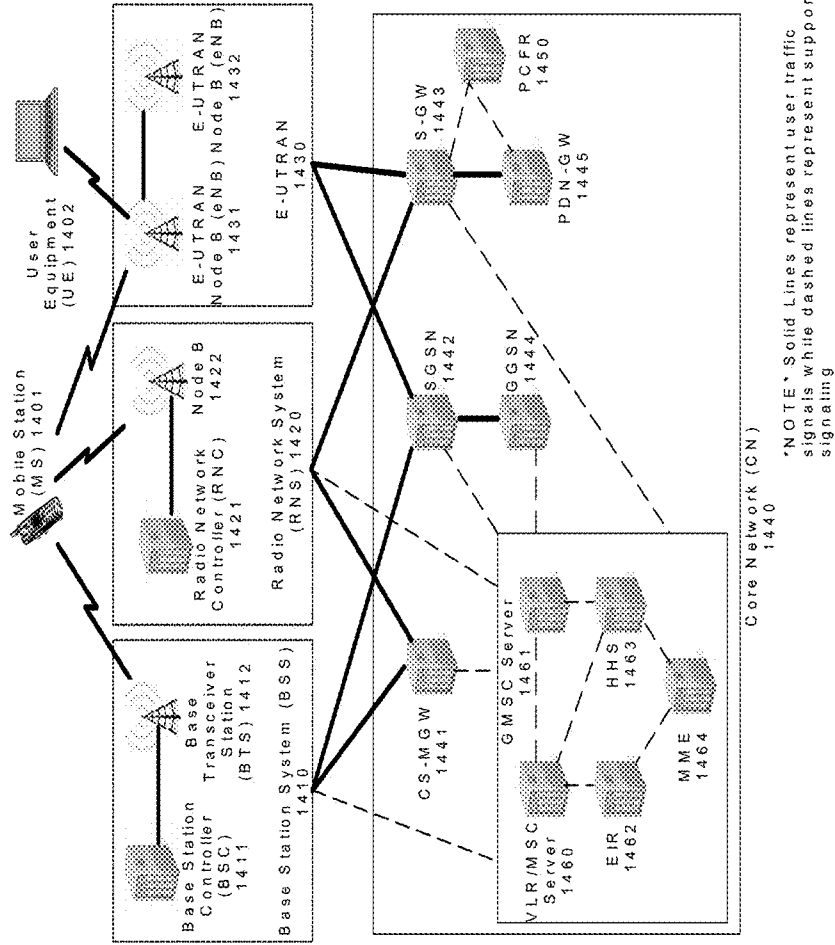 Mobile Station
(MS) 1401
User
Equipment
(UE) 1402
Base Station
Controller
(BSC)
1411
Base
Transceiver
Station
(BTS) 1412
Base Station System (BSS)
1410
Radio Network
Controller (RNC)
1421
Node B
1422
Radio Network System
(RNS) 1420
E-UTRAN
Node B (eNB)
1431
E-UTRAN
Node B (eNB)
1432
E-UTRAN
1430
CS-MGW
1441
SGSN
1442
GGSN
1444
S-GW
1443
PCFR
1450
PDN-GW
1445
VLR/MSC
Server
1460
GMSC Server
1461
EIR
1462
HHS
1463
MME
1464
Core Network (CN)
1440
*NOTE* Solid Lines represent user traffic
signals while dashed lines represent support
signaling